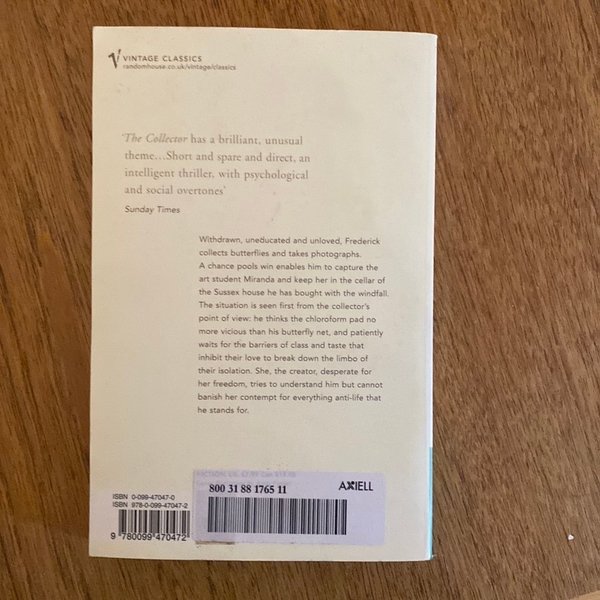 VINTAGE CLASSICS
randomhouse.co.uk/vintage/classics
'The Collector has a brilliant, unusual
theme...Short and spare and direct, an
intelligent thriller, with psychological
and social overtones'
Sunday Times
Withdrawn, uneducated and unloved, Frederick
collects butterflies and takes photographs.
A chance pools win enables him to capture the
art student Miranda and keep her in the cellar of
the Sussex house he has bought with the windfall.
The situation is seen first from the collector's
point of view: he thinks the chloroform pad no
more vicious than his butterfly net, and patiently
waits for the barriers of class and taste that
inhibit their love to break down the limbo of
their isolation. She, the creator, desperate for
her freedom, tries to understand him but cannot
banish her contempt for everything anti-life that
he stands for.
800 31 88 1765 11
AXIELL
ISBN 0-099-47047-0
ISBN 978-0-099-47047-2
9 780099 470472